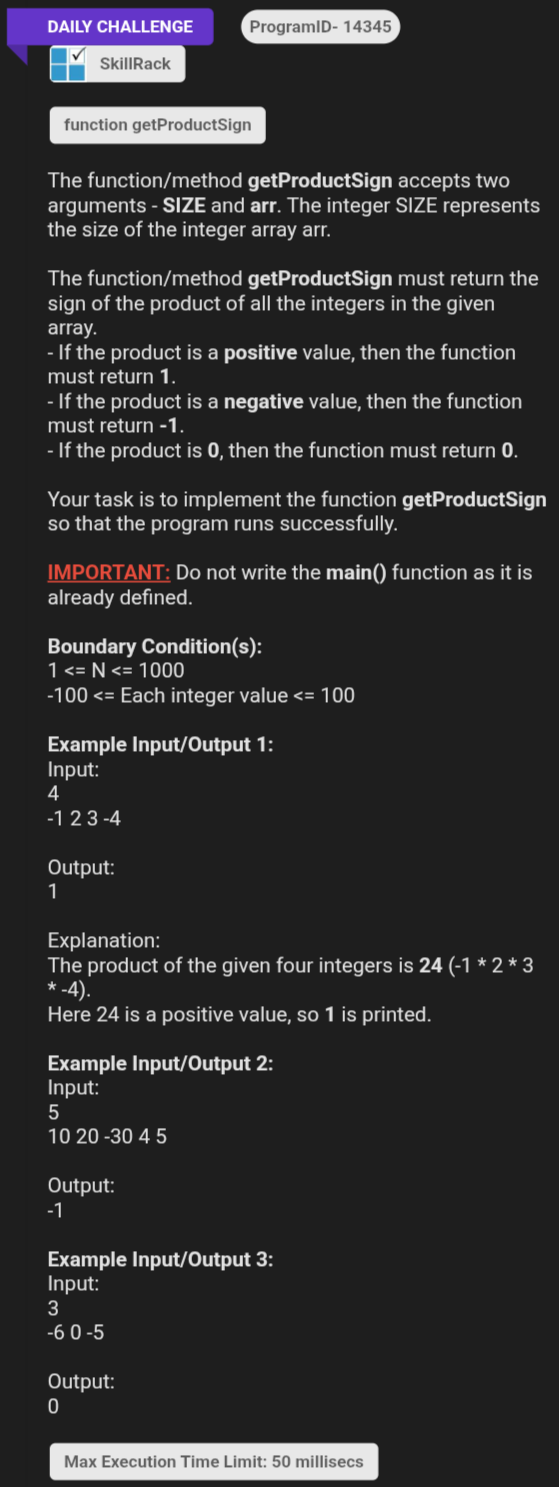 DAILY CHALLENGE
ProgramID- 14345
SkillRack
function getProductSign
The function/method getProductSign accepts two
arguments - SIZE and arr. The integer SIZE represents
the size of the integer array arr.
The function/method getProductSign must return the
sign of the product of all the integers in the given
array.
- If the product is a positive value, then the function
must return 1.
- If the product is a negative value, then the function
must return -1.
- If the product is 0, then the function must return 0.
Your task is to implement the function getProductSign
so that the program runs successfully.
IMPORTANT: Do not write the main() function as it is
already defined.
Boundary Condition(s):
1 <= N <= 1000
-100 <= Each integer value <= 100
Example Input/Output 1:
Input:
4
-1 2 3 -4
Output:
1
Explanation:
The product of the given four integers is 24 (-1 * 2 * 3
* -4).
Here 24 is a positive value, so 1 is printed.
Example Input/Output 2:
Input:
5
10 20 -30 4 5
Output:
-1
Example Input/Output 3:
Input:
3
-6 0 -5
Output:
0
Max Execution Time Limit: 50 millisecs